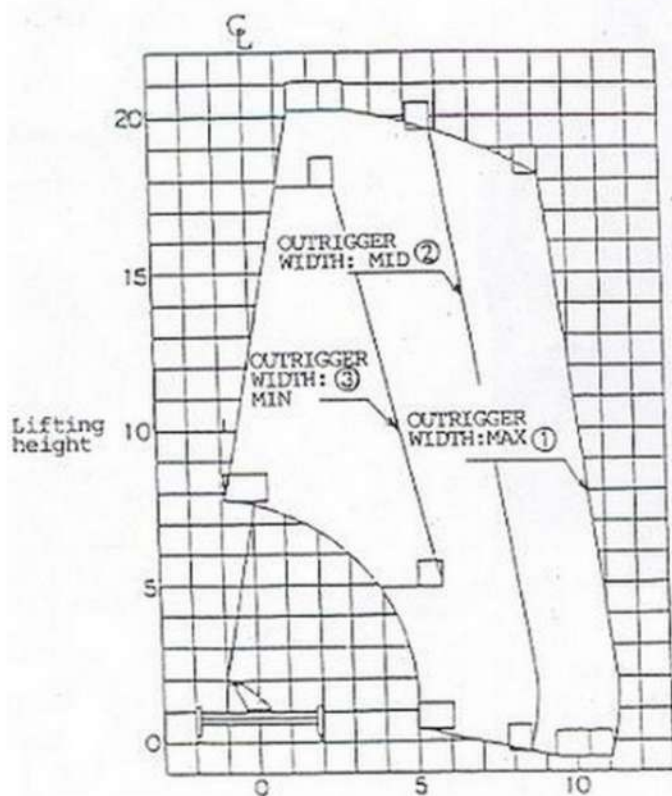 CL
20
15
10
5
0
Lifting
height
OUTRIGGER
WIDTH: MID ②
OUTRIGGER
WIDTH: ③
MIN
OUTRIGGER
WIDTH:MAX ①
0
5
10